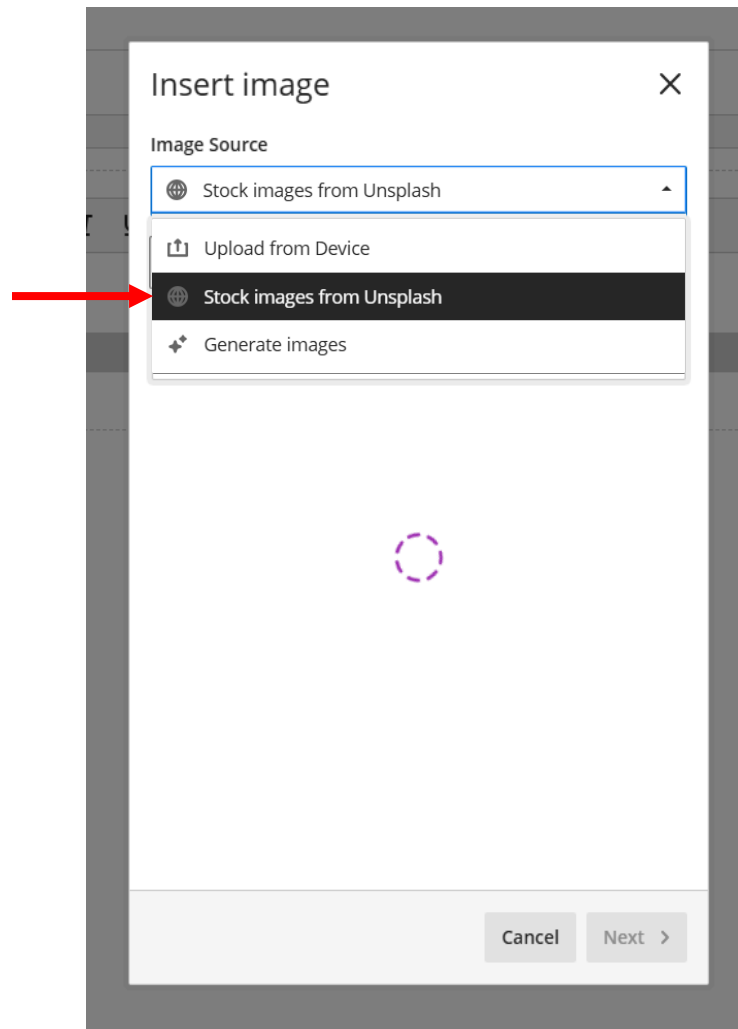 Insert image
Image Source
Stock images from Unsplash
Upload from Device
Stock images from Unsplash
Generate images
Cancel
Next